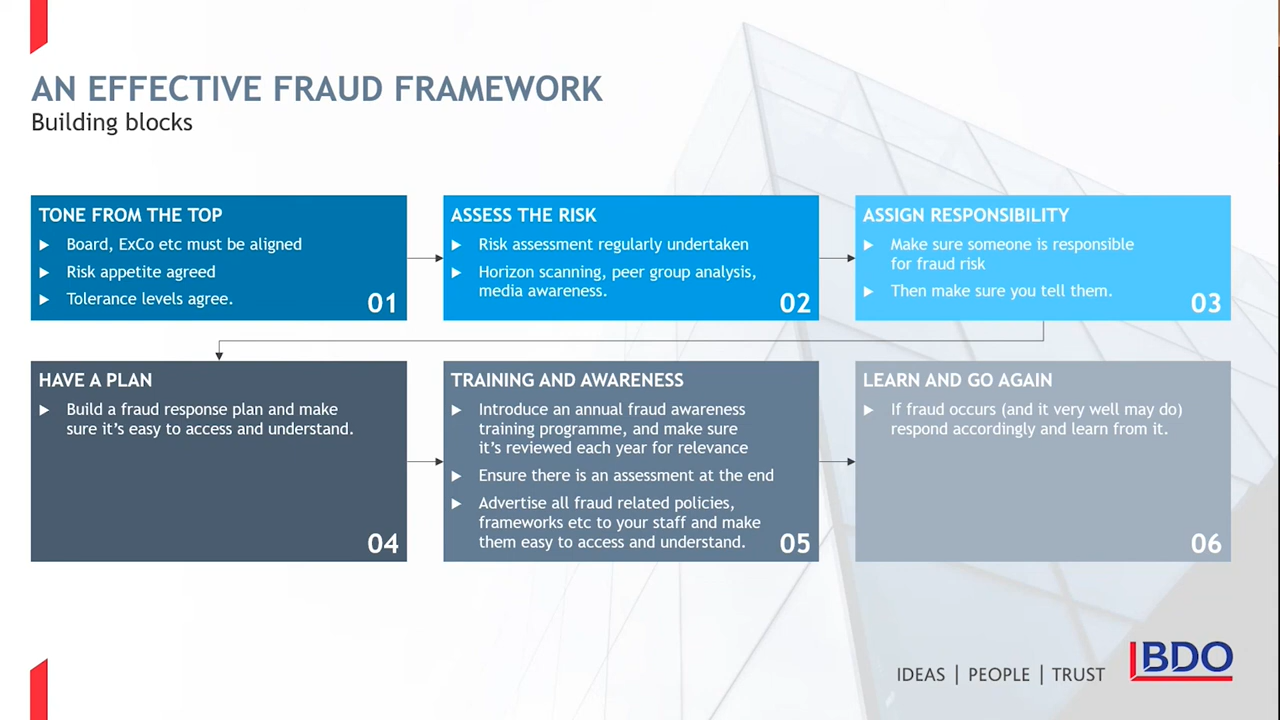 AN EFFECTIVE FRAUD FRAMEWORK
Building blocks
TONE FROM THE TOP
Board, ExCo etc must be aligned
Risk appetite agreed
Tolerance levels agree.
01
ASSESS THE RISK
Risk assessment regularly undertaken
Horizon scanning, peer group analysis,
media awareness.
02
ASSIGN RESPONSIBILITY
Make sure someone is responsible
for fraud risk
Then make sure you tell them.
03
HAVE A PLAN
Build a fraud response plan and make
sure it’s easy to access and understand.
04
TRAINING AND AWARENESS
Introduce an annual fraud awareness
training programme, and make sure
it’s reviewed each year for relevance
Ensure there is an assessment at the end
Advertise all fraud related policies,
frameworks etc to your staff and make
them easy to access and understand.
05
LEARN AND GO AGAIN
If fraud occurs (and it very well may do)
respond accordingly and learn from it.
06
IDEAS | PEOPLE | TRUST
BDO